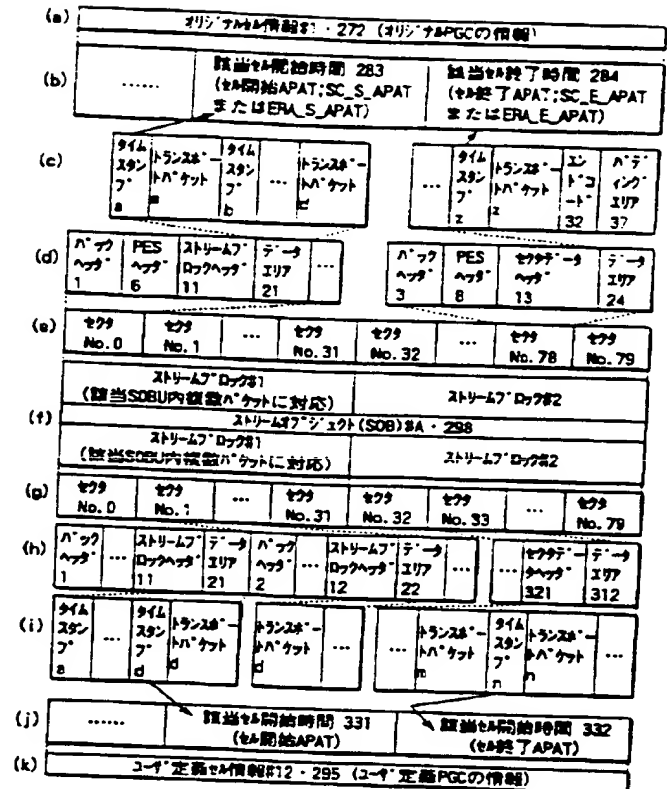 (a) オリジナルセル情報#1・272 (オリジナルPGCの情報)
(b) ……
該当セル開始時間 283
(セル開始APAT;SC_S_APAT
またはERA_S_APAT)
該当セル終了時間 284
(セル終了APAT;SC_E_APAT
またはERA_E_APAT)
(c) タイムスタンプ a
トランスポートパケット a
タイムスタンプ b
…
トランスポートパケット d
…
タイムスタンプ z
トランスポートパケット z
エンドコード 32
パディングエリア 37
(d) パックヘッダ 1
PESヘッダ 6
ストリームブロックヘッダ 11
データエリア 21
…
パックヘッダ 3
PESヘッダ 8
セクタデータヘッダ 13
データエリア 24
(e) セクタ No.0
セクタ No.1
…
セクタ No.31
セクタ No.32
…
セクタ No.78
セクタ No.79
ストリームブロック#1
(該当SOBU内複数パケットに対応)
ストリームブロック#2
(f) ストリームオブジェクト(SOB)#A・298
ストリームブロック#1
(該当SOBU内複数パケットに対応)
ストリームブロック#2
(g) セクタ No.0
セクタ No.1
…
セクタ No.31
セクタ No.32
セクタ No.33
…
セクタ No.79
(h) パックヘッダ 1
…
ストリームブロックヘッダ 11
データエリア 21
パックヘッダ 2
…
ストリームブロックヘッダ 12
データエリア 22
…
…
セクタデータヘッダ 321
データエリア 312
(i) タイムスタンプ a
…
タイムスタンプ d
トランスポートパケット d
トランスポートパケット d
…
…
トランスポートパケット m
タイムスタンプ n
トランスポートパケット n
…
(j) ……
該当セル開始時間 331
(セル開始APAT)
該当セル開始時間 332
(セル終了APAT)
(k) ユーザ定義セル情報#12・295 (ユーザ定義PGCの情報)